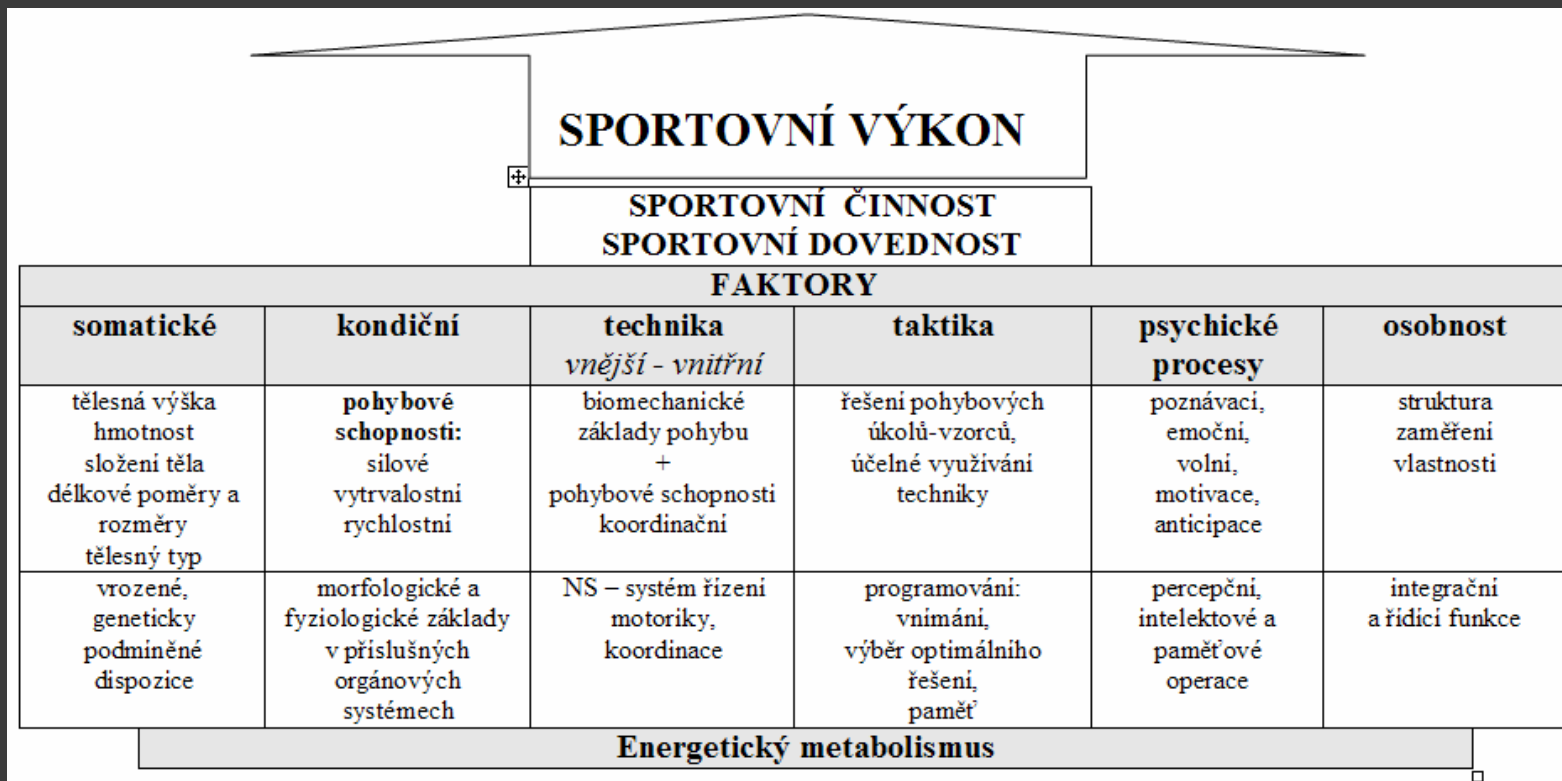 SPORTOVNÍ VÝKON
SPORTOVNÍ ČINNOST
SPORTOVNÍ DOVEDNOST
FAKTORY
somatické
kondiční
technika
vnější - vnitřní
taktika
psychické
procesy
osobnost
tělesná výška
hmotnost
složení těla
délkové poměry a
rozměry
tělesný typ
pohybové
schopnosti:
silové
vytrvalostní
rychlostní
biomechanické
základy pohybu
+
pohybové schopnosti
koordinační
řešení pohybových
úkolů-vzorců,
účelné využívání
techniky
poznávací,
emoční,
volní,
motivace,
anticipace
struktura
zaměření
vlastnosti
vrozené,
geneticky
podmíněné
dispozice
morfologické a
fyziologické základy
v příslušných
orgánových
systémech
NS – systém řízení
motoriky,
koordinace
programování:
vnímání,
výběr optimálního
řešení,
paměť
percepční,
intelektové a
paměťové
operace
integrační
a řídící funkce
Energetický metabolismus